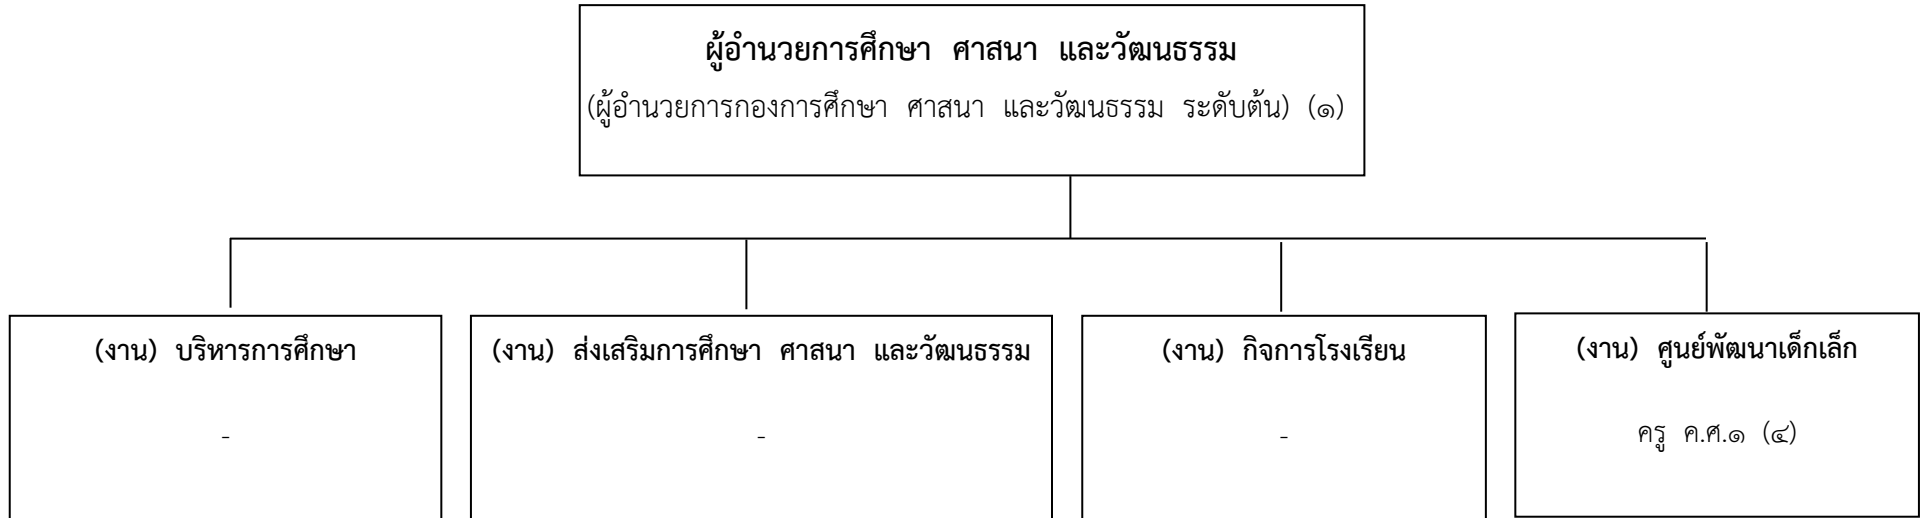 ผู้อำนวยการศึกษา ศาสนา และวัฒนธรรม
(ผู้อำนวยการกองการศึกษา ศาสนา และวัฒนธรรม ระดับต้น) (๑)
(งาน) บริหารการศึกษา
-
(งาน) ส่งเสริมการศึกษา ศาสนา และวัฒนธรรม
-
(งาน) กิจการโรงเรียน
-
(งาน) ศูนย์พัฒนาเด็กเล็ก
ครู ค.ศ.๑ (๔)